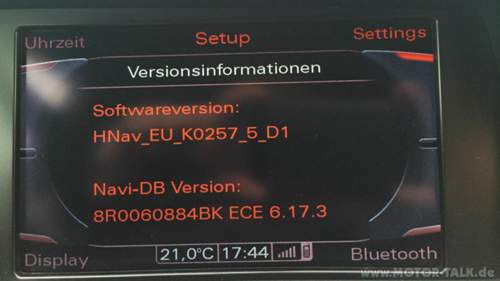 Uhrzeit Setup Settings
Versionsinformationen
Softwareversion:
HNav_EU_K0257_5_D1
Navi-DB Version:
8R0060884BK ECE 6.17.3
Display 21,0°C 17:44 Bluetooth
www.MOTOR-TALK.de